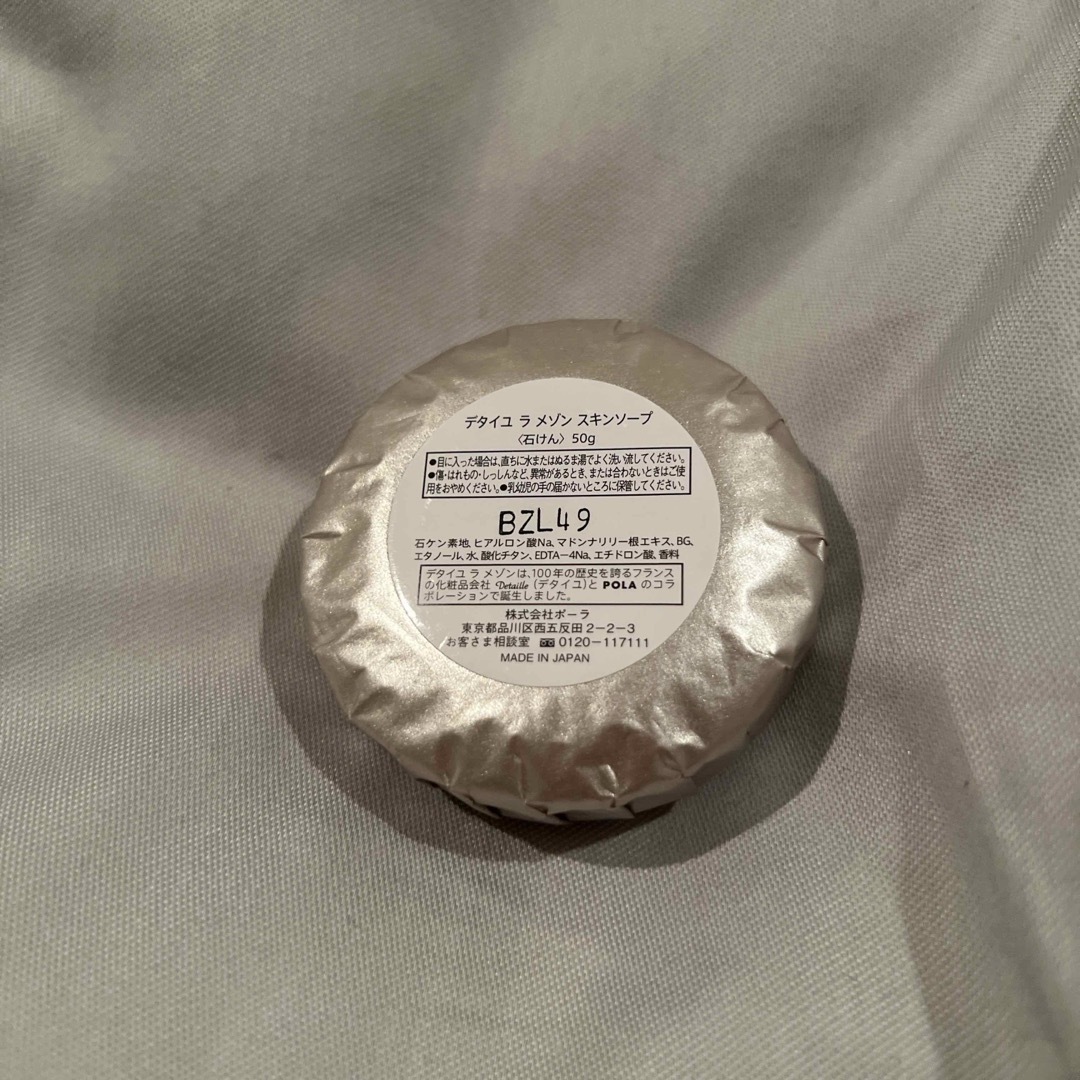 デタイユ ラ メゾン スキンソープ
〈石けん〉50g
●目に入った場合は、直ちに水またはぬるま湯でよく洗い流してください。
●傷・はれもの・しっしんなど、異常があるとき、または合わないときはご使
用をおやめください。●乳幼児の手の届かないところに保管してください。
BZL49
石ケン素地、ヒアルロン酸Na、マドンナリリー根エキス、BG、
エタノール、水、酸化チタン、EDTA－4Na、エチドロン酸、香料
デタイユ ラ メゾンは、100年の歴史を誇るフランス
の化粧品会社 Detaille (デタイユ)と POLA のコラ
ボレーションで誕生しました。
株式会社ポーラ
東京都品川区西五反田2－2－3
お客さま相談室 0120－117111
MADE IN JAPAN